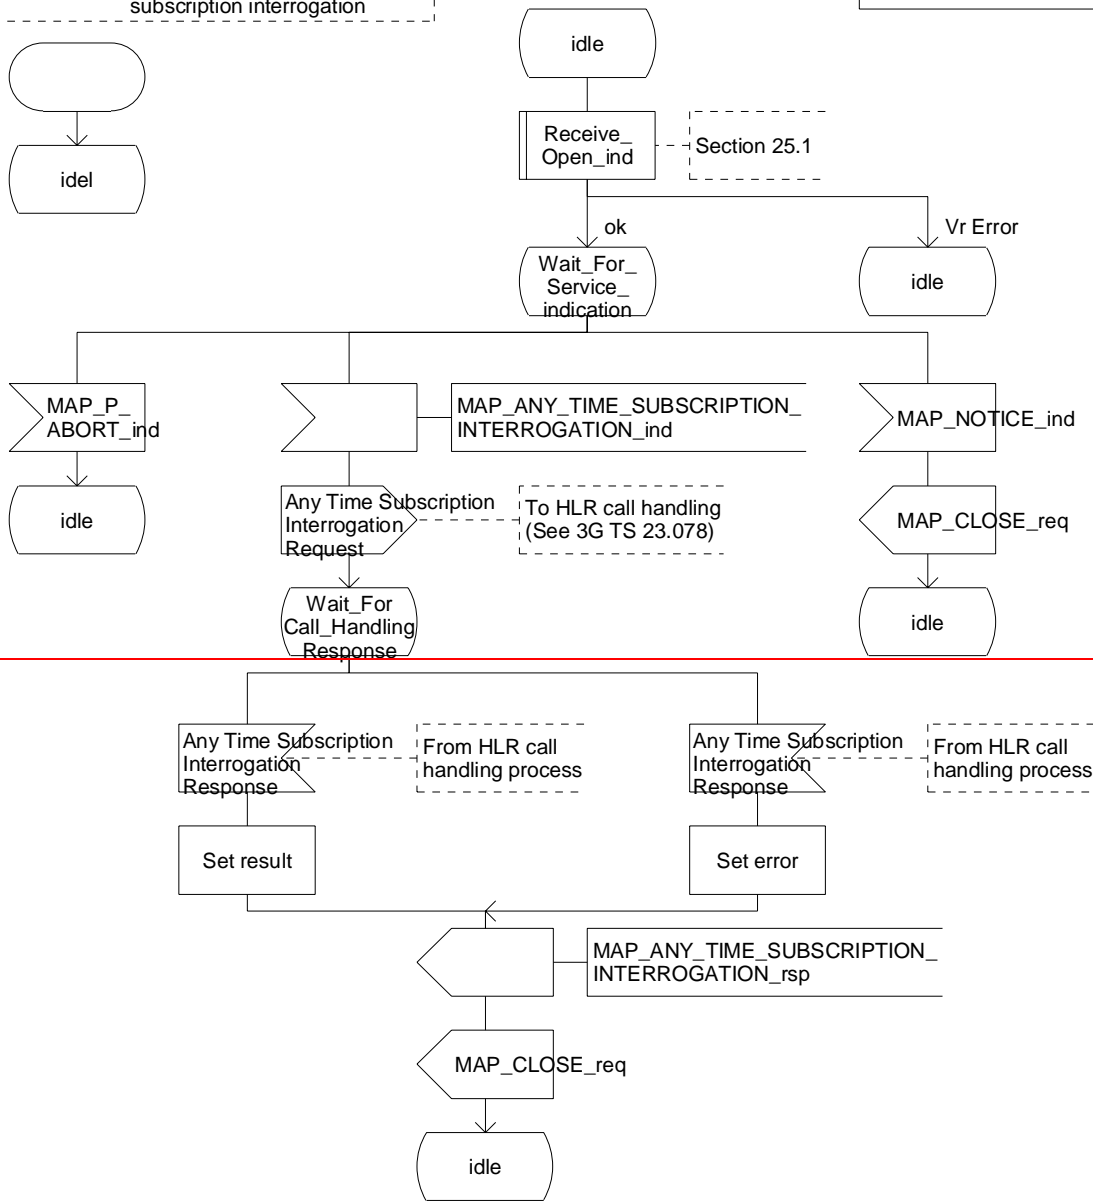 subscription interrogation
idle
idel
Receive_
Open_ind
Section 25.1
ok
Vr Error
Wait_For_
Service_
indication
idle
MAP_P_
ABORT_ind
MAP_ANY_TIME_SUBSCRIPTION_
INTERROGATION_ind
MAP_NOTICE_ind
idle
Any Time Subscription
Interrogation
Request
To HLR call handling
(See 3G TS 23.078)
MAP_CLOSE_req
Wait_For
Call_Handling
Response
idle
Any Time Subscription
Interrogation
Response
From HLR call
handling process
Any Time Subscription
Interrogation
Response
From HLR call
handling process
Set result
Set error
MAP_ANY_TIME_SUBSCRIPTION_
INTERROGATION_rsp
MAP_CLOSE_req
idle